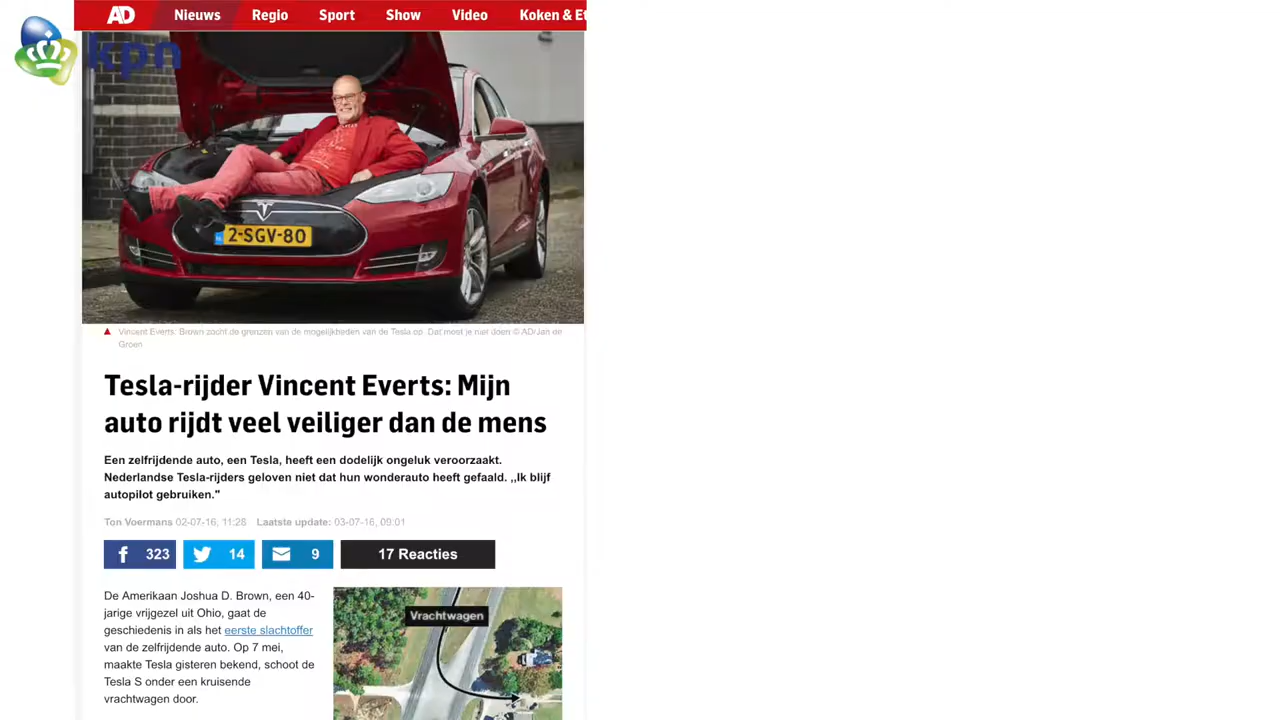 AD Nieuws Regio Sport Show Video Koken & Et
kpn
2-SGV-80
Vincent Everts: Brown zocht de grenzen van de mogelijkheden van de Tesla op. Dat moet je niet doen © AD/Jan de
Groen
Tesla-rijder Vincent Everts: Mijn
auto rijdt veel veiliger dan de mens
Een zelfrijdende auto, een Tesla, heeft een dodelijk ongeluk veroorzaakt.
Nederlandse Tesla-rijders geloven niet dat hun wonderauto heeft gefaald. ,,Ik blijf
autopilot gebruiken."
Ton Voermans 02-07-16, 11:28 Laatste update: 03-07-16, 09:01
323 14 9 17 Reacties
De Amerikaan Joshua D. Brown, een 40-
jarige vrijgezel uit Ohio, gaat de
geschiedenis in als het eerste slachtoffer
van de zelfrijdende auto. Op 7 mei,
maakte Tesla gisteren bekend, schoot de
Tesla S onder een kruisende
vrachtwagen door.
Vrachtwagen